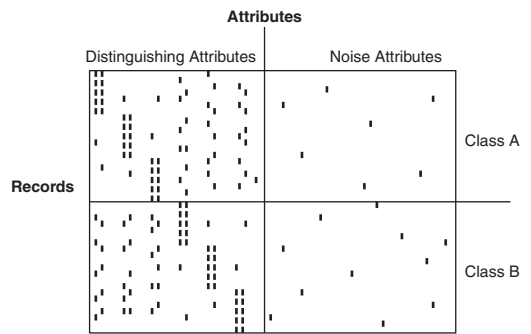 Attributes
Distinguishing Attributes
Noise Attributes
Class A
Records
Class B